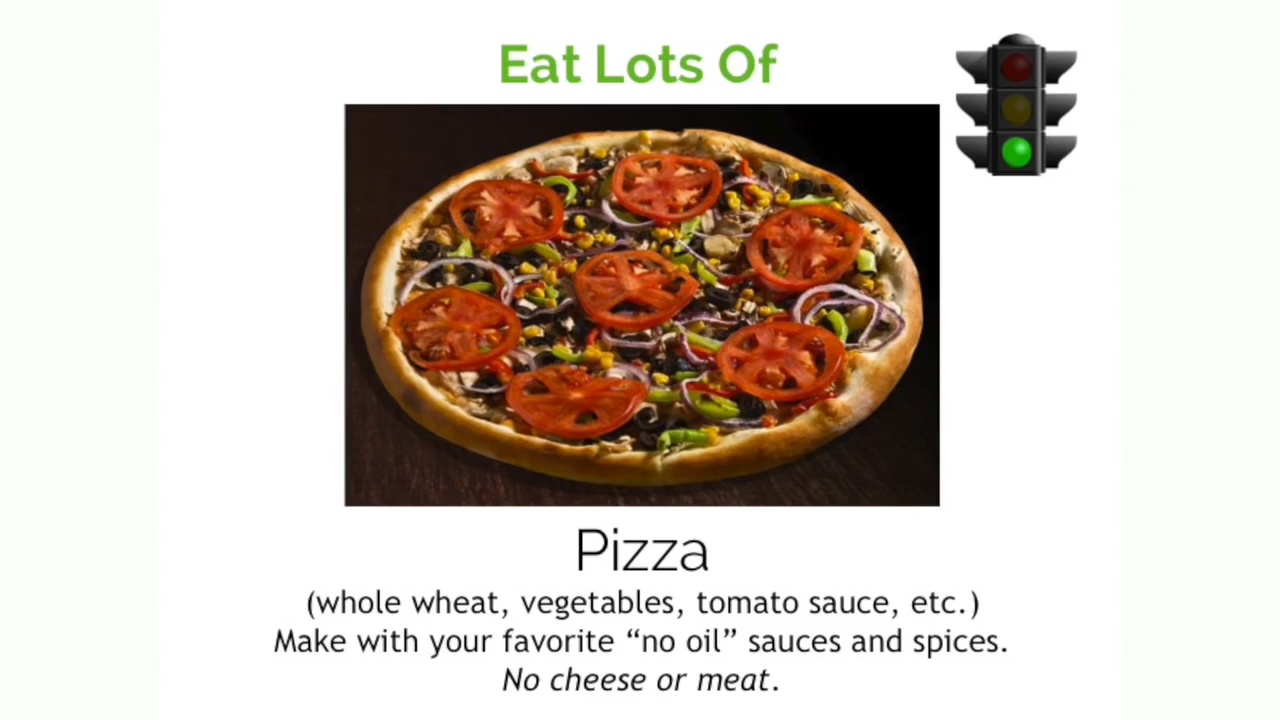 Eat Lots Of
Pizza
(whole wheat, vegetables, tomato sauce, etc.)
Make with your favorite “no oil” sauces and spices.
No cheese or meat.